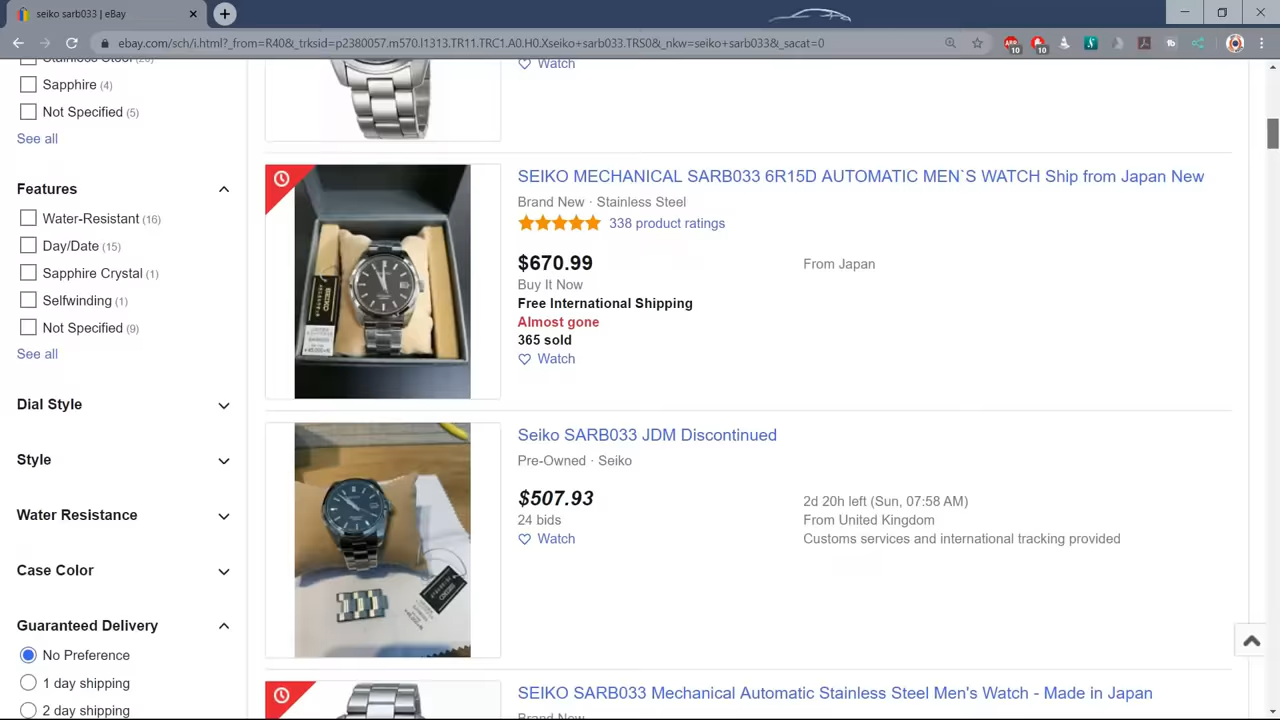 seiko sarb033 | eBay
ebay.com/sch/i.html?_from=R40&_trksid=p2380057.m570.l1313.TR11.TRC1.A0.H0.Xseiko+sarb033.TRS0&_nkw=seiko+sarb033&_sacat=0
10
10
Sapphire (4)
Not Specified (5)
See all
Features
Water-Resistant (16)
Day/Date (15)
Sapphire Crystal (1)
Selfwinding (1)
Not Specified (9)
See all
Dial Style
Style
Water Resistance
Case Color
Guaranteed Delivery
No Preference
1 day shipping
2 day shipping
Watch
SEIKO MECHANICAL SARB033 6R15D AUTOMATIC MEN`S WATCH Ship from Japan New
Brand New · Stainless Steel
338 product ratings
$670.99
From Japan
Buy It Now
Free International Shipping
Almost gone
365 sold
Watch
Seiko SARB033 JDM Discontinued
Pre-Owned · Seiko
$507.93
2d 20h left (Sun, 07:58 AM)
24 bids
From United Kingdom
Watch
Customs services and international tracking provided
SEIKO SARB033 Mechanical Automatic Stainless Steel Men's Watch - Made in Japan
Brand New